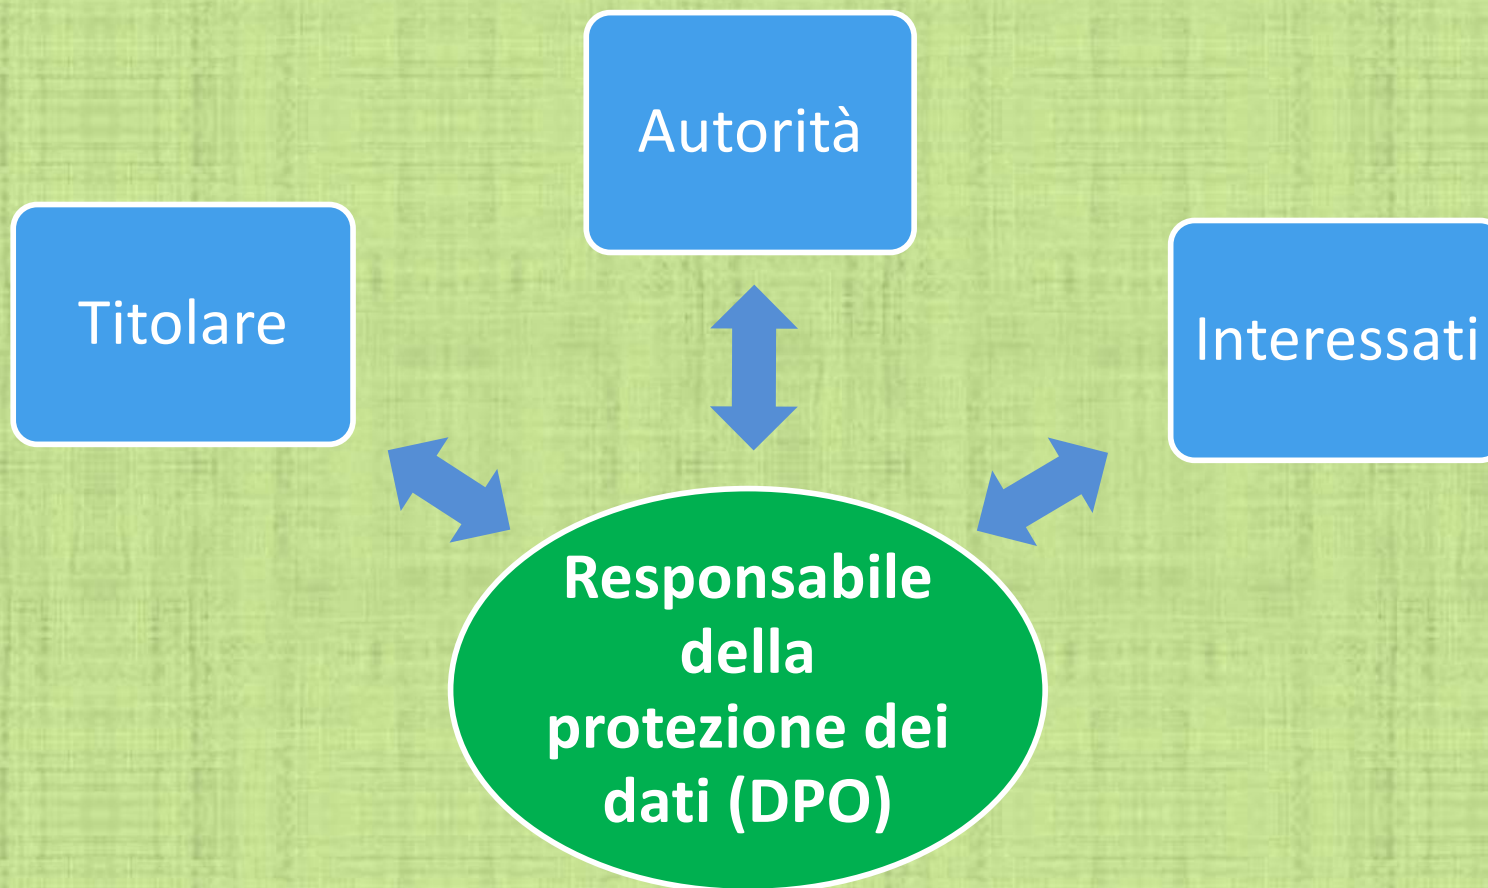 Autorità
Titolare
Interessati
Responsabile
della
protezione dei
dati (DPO)